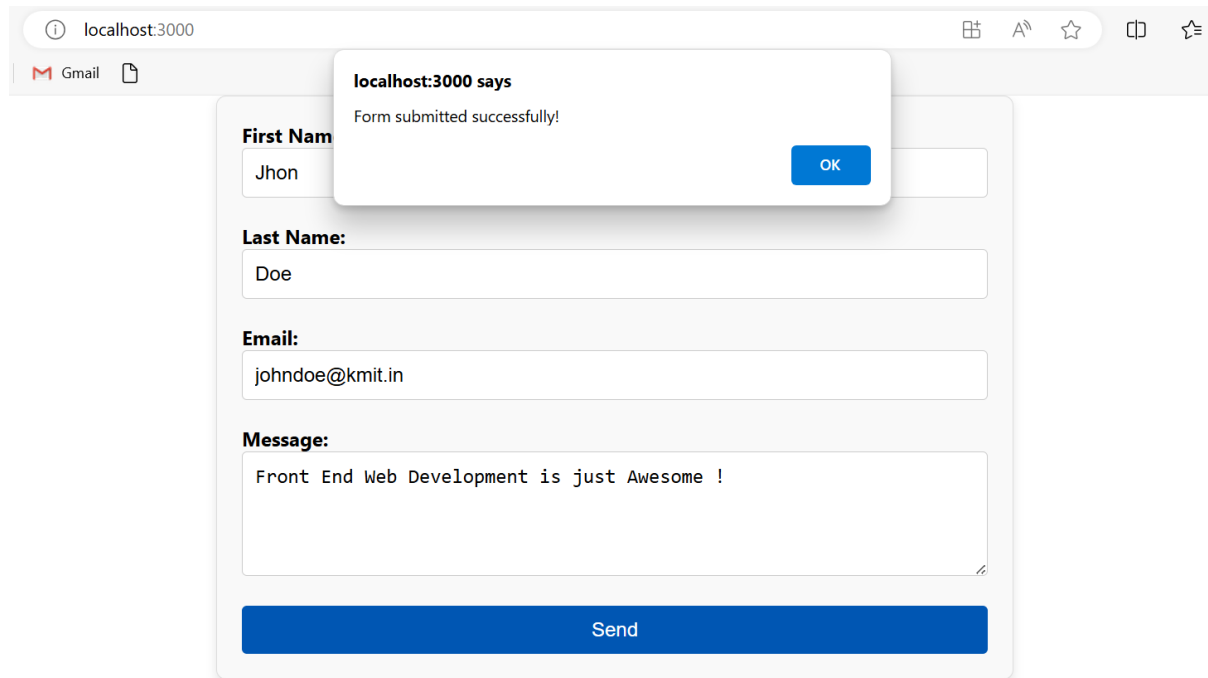 localhost:3000
Gmail
localhost:3000 says
Form submitted successfully!
OK
First Nam
Jhon
Last Name:
Doe
Email:
johndoe@kmit.in
Message:
Front End Web Development is just Awesome !
Send